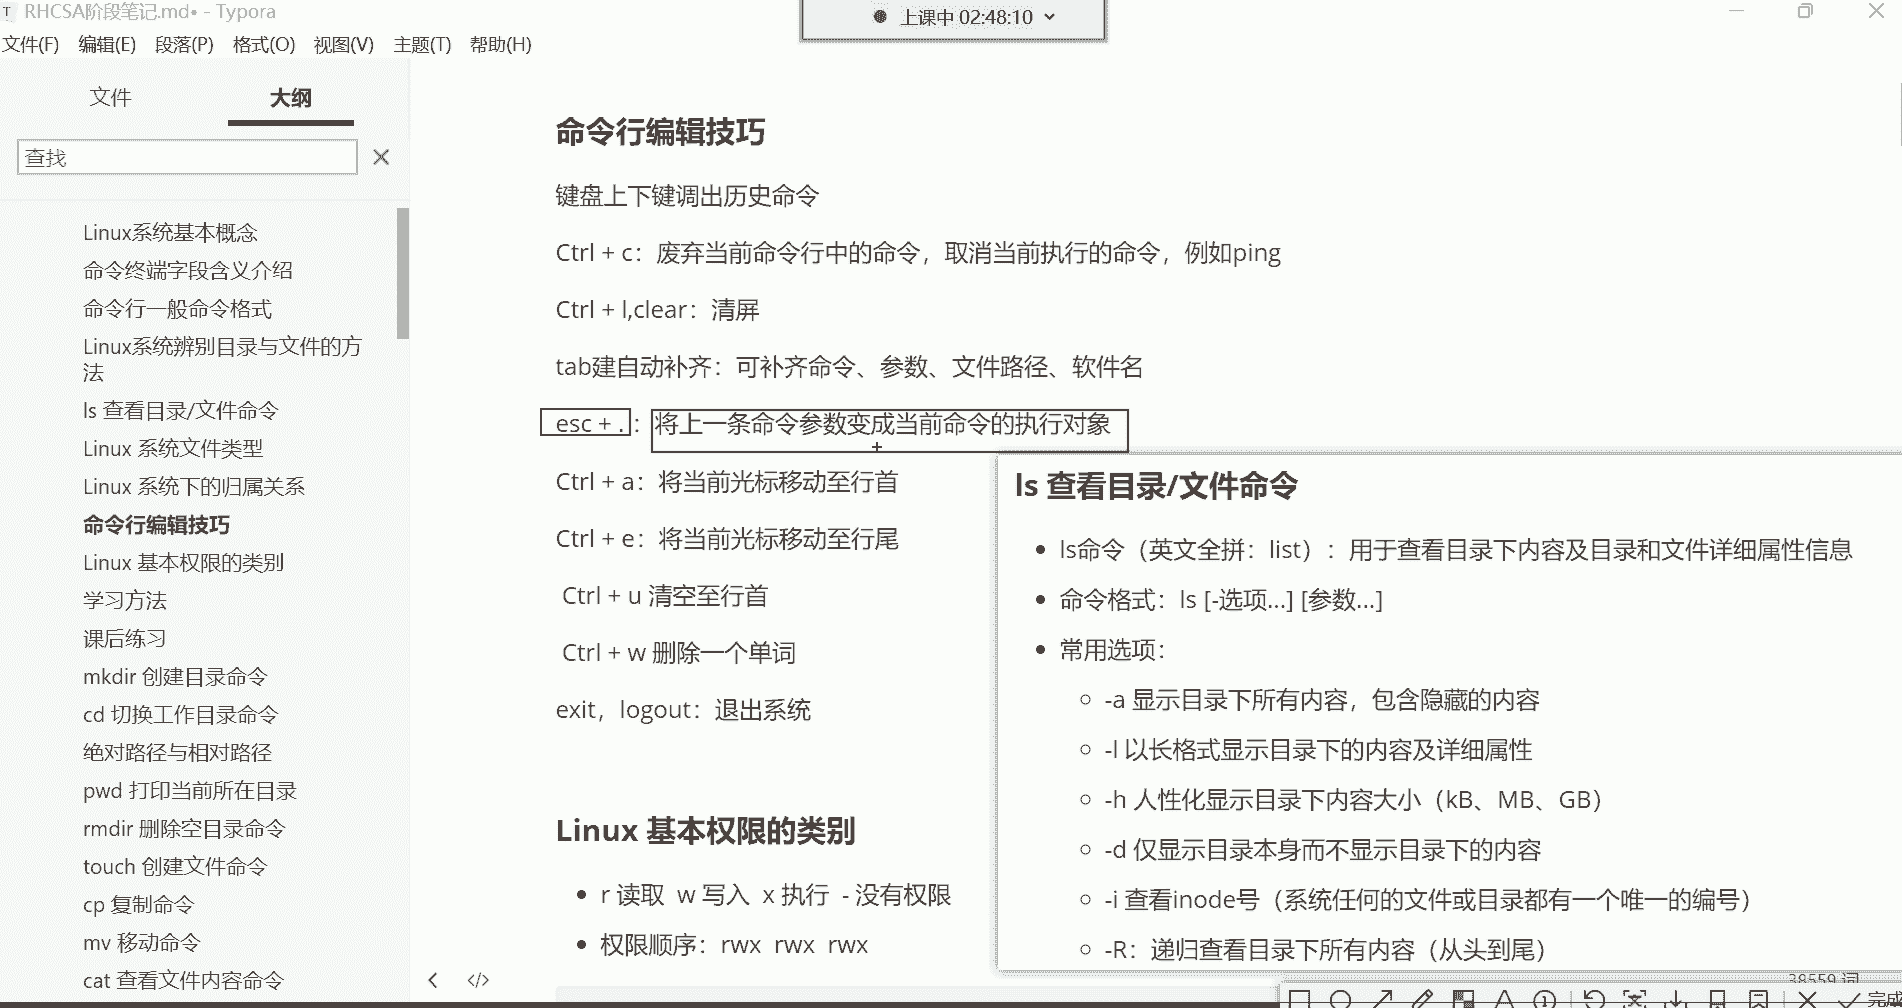 RHCSA阶段笔记.md• - Typora
上课中 02:48:10
文件(F) 编辑(E) 段落(P) 格式(O) 视图(V) 主题(T) 帮助(H)
文件 大纲
查找
Linux系统基本概念
命令终端字段含义介绍
命令行一般命令格式
Linux系统辨别目录与文件的方
法
ls 查看目录/文件命令
Linux 系统文件类型
Linux 系统下的归属关系
命令行编辑技巧
Linux 基本权限的类别
学习方法
课后练习
mkdir 创建目录命令
cd 切换工作目录命令
绝对路径与相对路径
pwd 打印当前所在目录
rmdir 删除空目录命令
touch 创建文件命令
cp 复制命令
mv 移动命令
cat 查看文件内容命令
命令行编辑技巧
键盘上下键调出历史命令
Ctrl + c：废弃当前命令行中的命令，取消当前执行的命令，例如ping
Ctrl + l,clear：清屏
tab建自动补齐：可补齐命令、参数、文件路径、软件名
esc + .：将上一条命令参数变成当前命令的执行对象
Ctrl + a：将当前光标移动至行首
Ctrl + e：将当前光标移动至行尾
Ctrl + u 清空至行首
Ctrl + w 删除一个单词
exit，logout：退出系统
Linux 基本权限的类别
• r 读取 w 写入 x 执行 - 没有权限
• 权限顺序：rwx rwx rwx
ls 查看目录/文件命令
• ls命令（英文全拼：list）：用于查看目录下内容及目录和文件详细属性信息
• 命令格式：ls [-选项...] [参数...]
• 常用选项：
◦ -a 显示目录下所有内容，包含隐藏的内容
◦ -l 以长格式显示目录下的内容及详细属性
◦ -h 人性化显示目录下内容大小（kB、MB、GB）
◦ -d 仅显示目录本身而不显示目录下的内容
◦ -i 查看inode号（系统任何的文件或目录都有一个唯一的编号）
◦ -R：递归查看目录下所有内容（从头到尾）
38559 词
完成